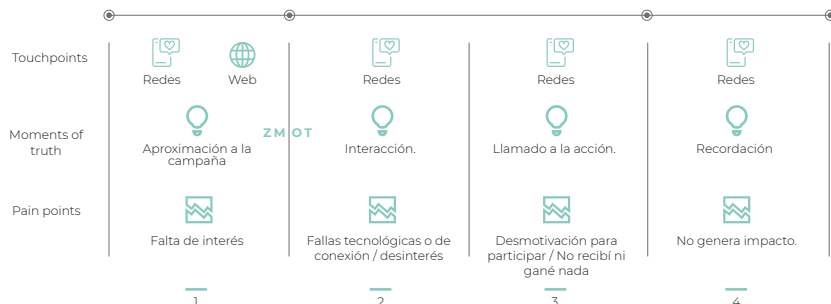 Touchpoints
Redes
Web
Redes
Redes
Redes
Moments of
truth
Aproximación a la
campaña
ZMOT
Interacción.
Llamado a la acción.
Recordación
Pain points
Falta de interés
Fallas tecnológicas o de
conexión / desinterés
Desmotivación para
participar / No recibí ni
gané nada
No genera impacto.
1
2
3
4